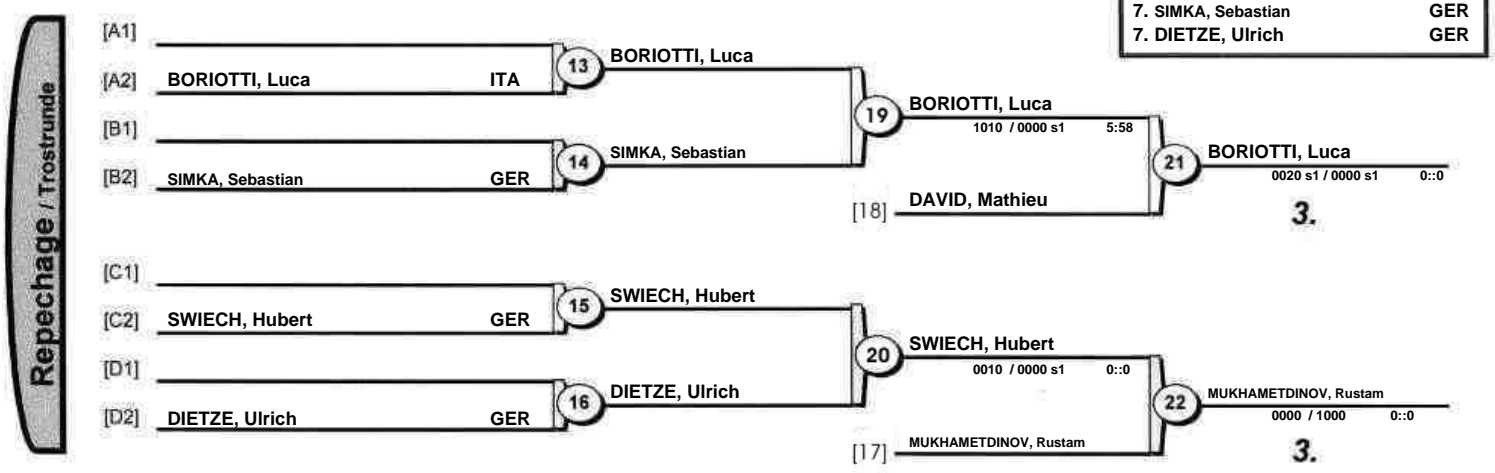 7. SIMKA, Sebastian GER
7. DIETZE, Ulrich GER
Repechage / Trostrunde
[A1]
[A2] BORIOTTI, Luca ITA
13 BORIOTTI, Luca
[B1]
[B2] SIMKA, Sebastian GER
14 SIMKA, Sebastian
19 BORIOTTI, Luca
1010 / 0000 s1 5:58
[18] DAVID, Mathieu
21 BORIOTTI, Luca
0020 s1 / 0000 s1 0::0
3.
[C1]
[C2] SWIECH, Hubert GER
15 SWIECH, Hubert
[D1]
[D2] DIETZE, Ulrich GER
16 DIETZE, Ulrich
20 SWIECH, Hubert
0010 / 0000 s1 0::0
[17] MUKHAMETDINOV, Rustam
22 MUKHAMETDINOV, Rustam
0000 / 1000 0::0
3.